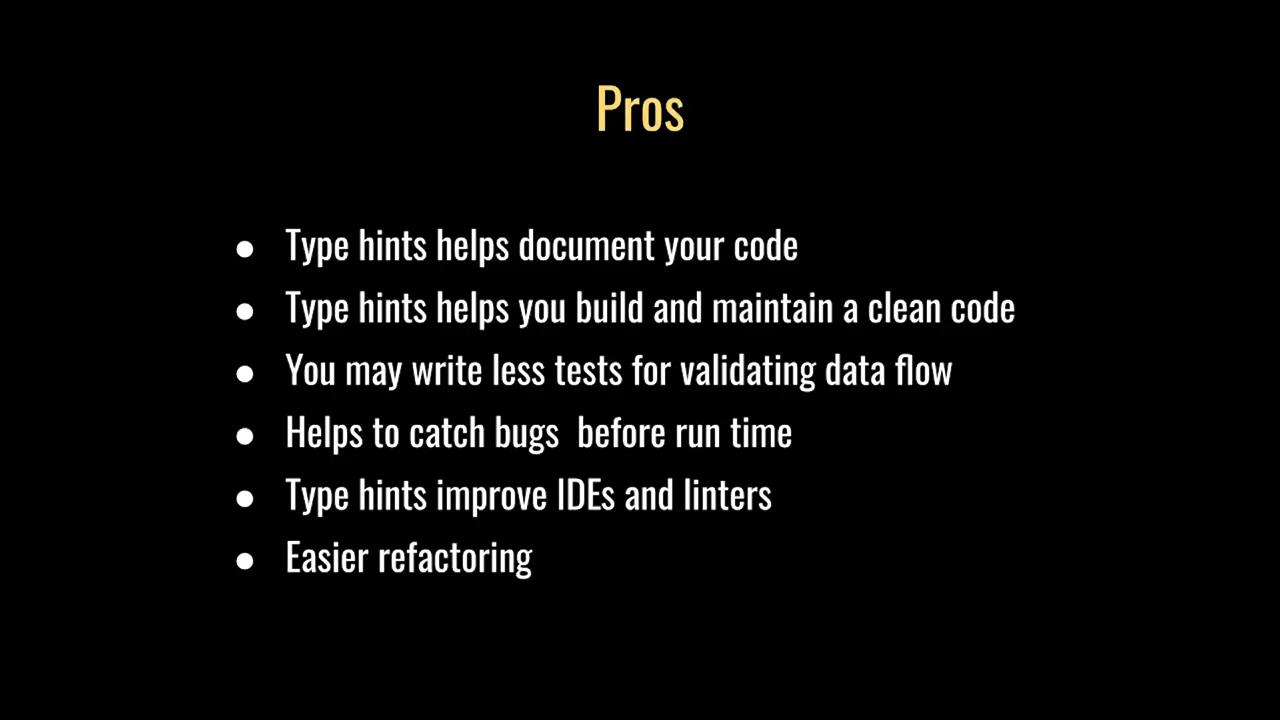 Pros
● Type hints helps document your code
● Type hints helps you build and maintain a clean code
● You may write less tests for validating data flow
● Helps to catch bugs  before run time
● Type hints improve IDEs and linters
● Easier refactoring